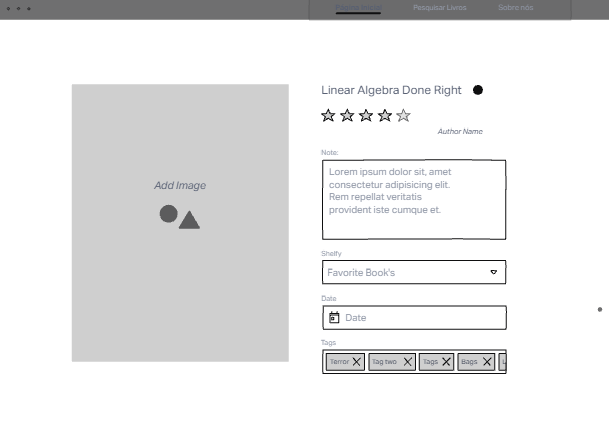 Pesquisar Livros
Sobre nós
Linear Algebra Done Right
Author Name
Note:
Lorem ipsum dolor sit, amet
consectetur adipisicing elit.
Rem repellat veritatis
provident iste cumque et.
Add Image
Shelfy
Favorite Book's
Date
Date
Tags
Terror
Tag two
Tags
Bags